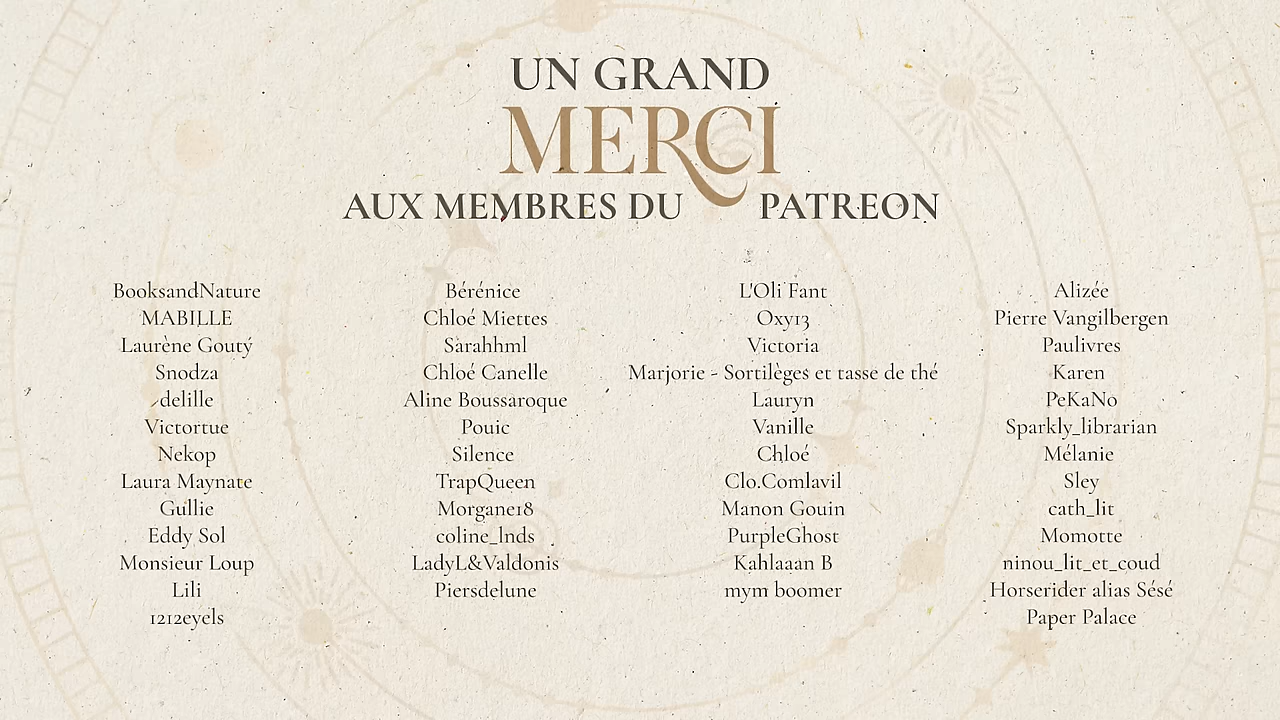 UN GRAND
MERCI
AUX MEMBRES DU PATREON
BooksandNature
MABILLE
Laurène Gouty
Snodza
delille
Victortue
Nekop
Laura Maynate
Gullie
Eddy Sol
Monsieur Loup
Lili
1212eyels
Bérénice
Chloé Miettes
Sarahhml
Chloé Canelle
Aline Boussaroque
Pouic
Silence
TrapQueen
Morgane18
coline_lnds
LadyL&Valdonis
Piersdelune
L'Oli Fant
Oxy13
Victoria
Marjorie - Sortilèges et tasse de thé
Lauryn
Vanille
Chloé
Clo.Comlavil
Manon Gouin
PurpleGhost
Kahlaaan B
mym boomer
Alizée
Pierre Vangilbergen
Paulivres
Karen
PeKaNo
Sparkly_librarian
Mélanie
Sley
cath_lit
Momotte
ninou_lit_et_coud
Horserider alias Sésé
Paper Palace